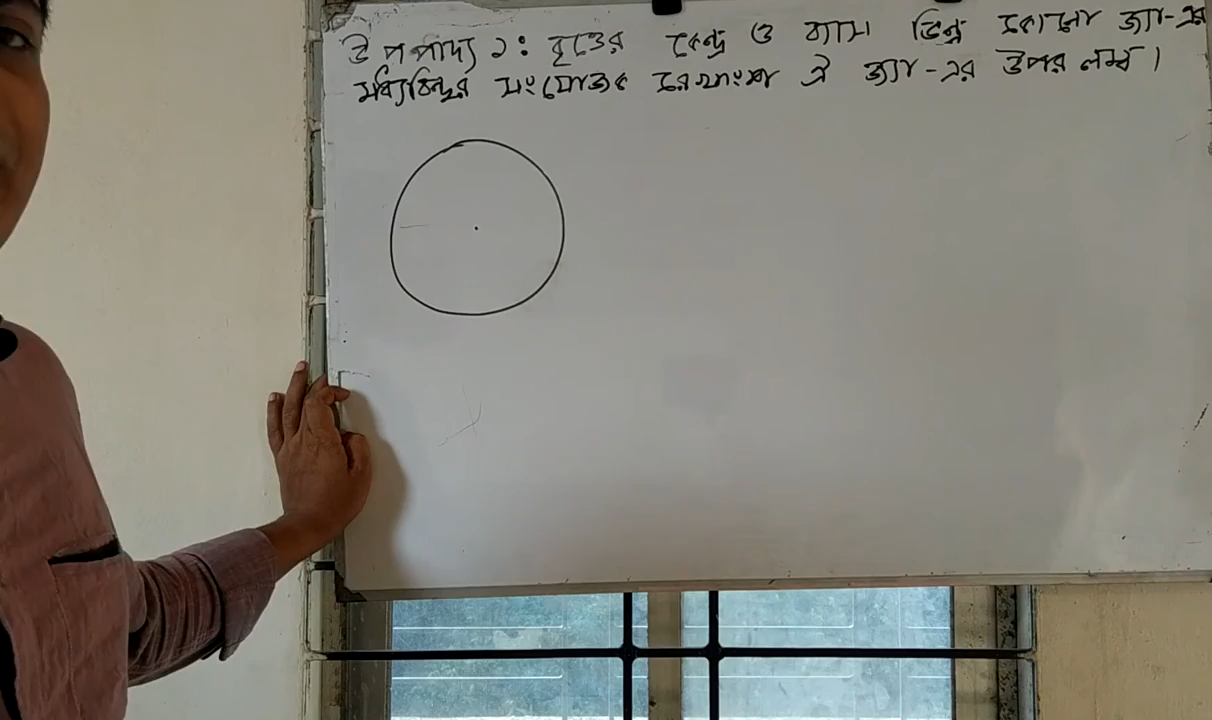 উপপাদ্য ১: বৃত্তের কেন্দ্র ও ব্যাস ভিন্ন কোনো জ্যা-এর
মধ্যবিন্দুর সংযোজক রেখাংশ ঐ জ্যা-এর উপর লম্ব।